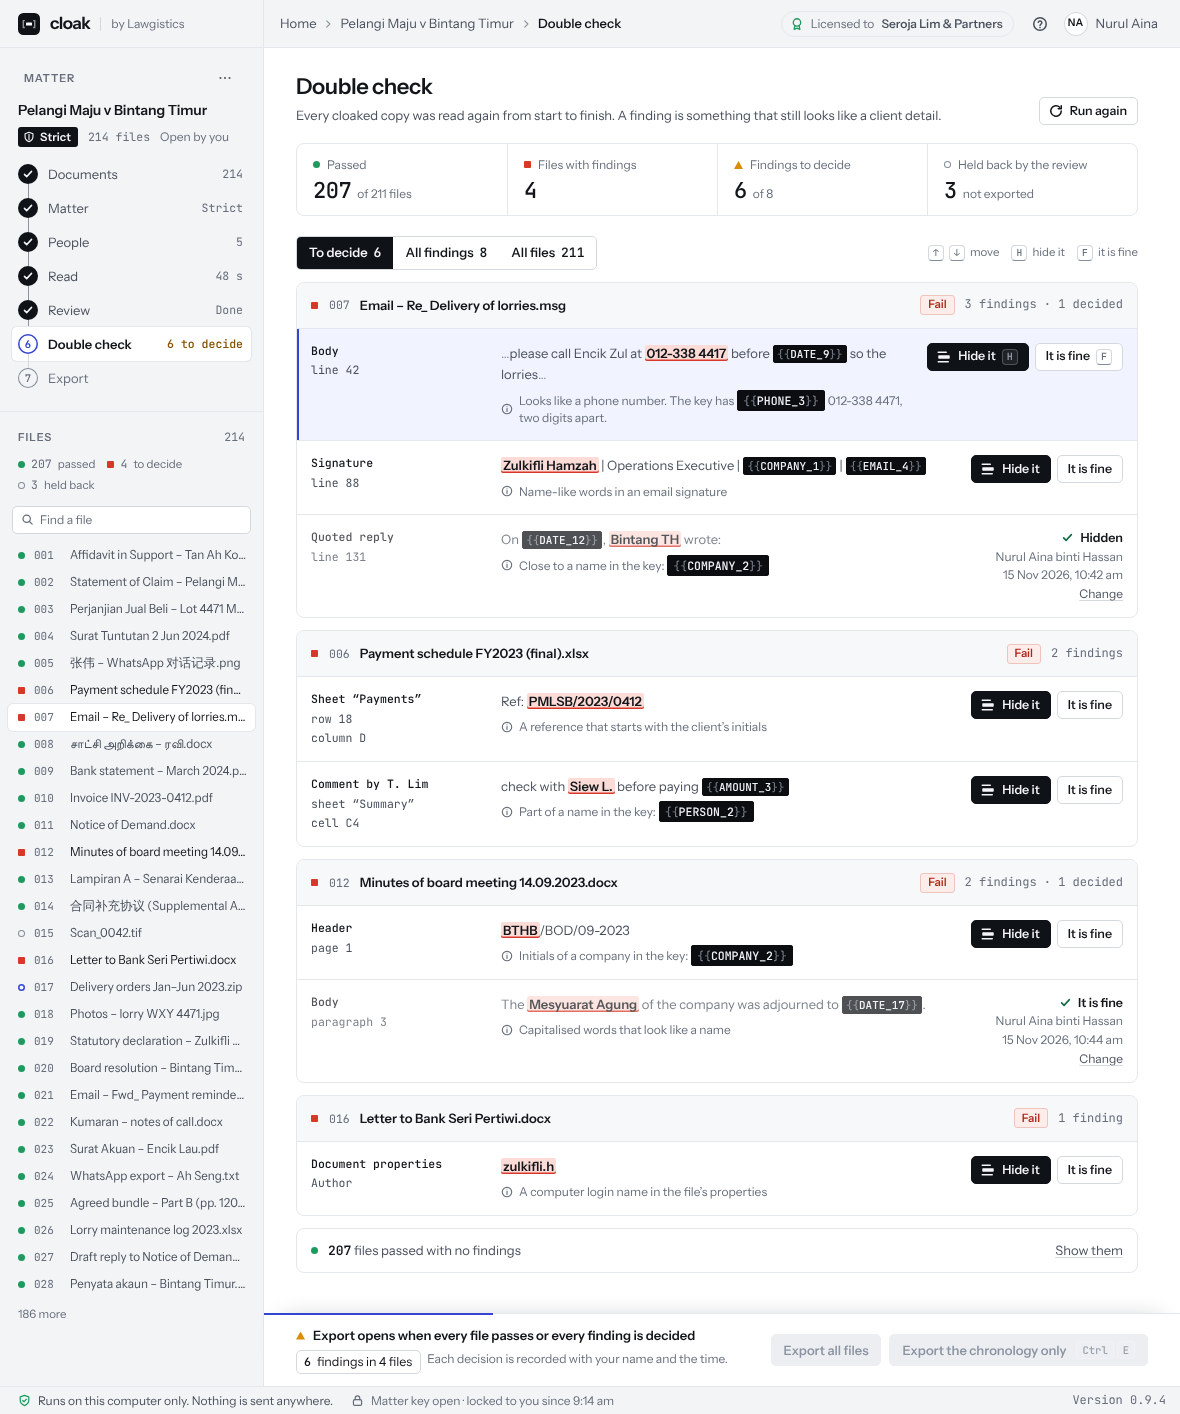 cloak by Lawgistics
Home > Pelangi Maju v Bintang Timur > Double check
Licensed to Seroja Lim & Partners
NA Nurul Aina
MATTER ...
Pelangi Maju v Bintang Timur
Strict 214 files Open by you
Documents 214
Matter Strict
People 5
Read 48 s
Review Done
6 Double check 6 to decide
7 Export
FILES 214
207 passed 4 to decide
3 held back
Find a file
001 Affidavit in Support – Tan Ah Ko...
002 Statement of Claim – Pelangi M...
003 Perjanjian Jual Beli – Lot 4471 M...
004 Surat Tuntutan 2 Jun 2024.pdf
005 张伟 – WhatsApp 对话记录.png
006 Payment schedule FY2023 (fin...
007 Email – Re_ Delivery of lorries.m...
008 சாட்சி அறிக்கை – ரவி.docx
009 Bank statement – March 2024.p...
010 Invoice INV-2023-0412.pdf
011 Notice of Demand.docx
012 Minutes of board meeting 14.09...
013 Lampiran A – Senarai Kenderaa...
014 合同补充协议 (Supplemental A...
015 Scan_0042.tif
016 Letter to Bank Seri Pertiwi.docx
017 Delivery orders Jan–Jun 2023.zip
018 Photos – lorry WXY 4471.jpg
019 Statutory declaration – Zulkifli ...
020 Board resolution – Bintang Tim...
021 Email – Fwd_ Payment reminde...
022 Kumaran – notes of call.docx
023 Surat Akuan – Encik Lau.pdf
024 WhatsApp export – Ah Seng.txt
025 Agreed bundle – Part B (pp. 120...
026 Lorry maintenance log 2023.xlsx
027 Draft reply to Notice of Deman...
028 Penyata akaun – Bintang Timur....
186 more
Double check
Every cloaked copy was read again from start to finish. A finding is something that still looks like a client detail.
Run again
Passed
207 of 211 files
Files with findings
4
Findings to decide
6 of 8
Held back by the review
3 not exported
To decide 6 All findings 8 All files 211
↑ ↓ move H hide it F it is fine
007 Email – Re_ Delivery of lorries.msg Fail 3 findings · 1 decided
Body
line 42
…please call Encik Zul at 012-338 4417 before {{DATE_9}} so the
lorries…
Looks like a phone number. The key has {{PHONE_3}} 012-338 4471,
two digits apart.
Hide it H It is fine F
Signature
line 88
Zulkifli Hamzah | Operations Executive | {{COMPANY_1}} | {{EMAIL_4}}
Name-like words in an email signature
Hide it It is fine
Quoted reply
line 131
On {{DATE_12}}, Bintang TH wrote:
Close to a name in the key: {{COMPANY_2}}
Hidden
Nurul Aina binti Hassan
15 Nov 2026, 10:42 am
Change
006 Payment schedule FY2023 (final).xlsx Fail 2 findings
Sheet “Payments”
row 18
column D
Ref: PMLSB/2023/0412
A reference that starts with the client’s initials
Hide it It is fine
Comment by T. Lim
sheet “Summary”
cell C4
check with Siew L. before paying {{AMOUNT_3}}
Part of a name in the key: {{PERSON_2}}
Hide it It is fine
012 Minutes of board meeting 14.09.2023.docx Fail 2 findings · 1 decided
Header
page 1
BTHB/BOD/09-2023
Initials of a company in the key: {{COMPANY_2}}
Hide it It is fine
Body
paragraph 3
The Mesyuarat Agung of the company was adjourned to {{DATE_17}}.
Capitalised words that look like a name
It is fine
Nurul Aina binti Hassan
15 Nov 2026, 10:44 am
Change
016 Letter to Bank Seri Pertiwi.docx Fail 1 finding
Document properties
Author
zulkifli.h
A computer login name in the file’s properties
Hide it It is fine
207 files passed with no findings Show them
Export opens when every file passes or every finding is decided
6 findings in 4 files Each decision is recorded with your name and the time.
Export all files Export the chronology only Ctrl E
Runs on this computer only. Nothing is sent anywhere. Matter key open · locked to you since 9:14 am Version 0.9.4